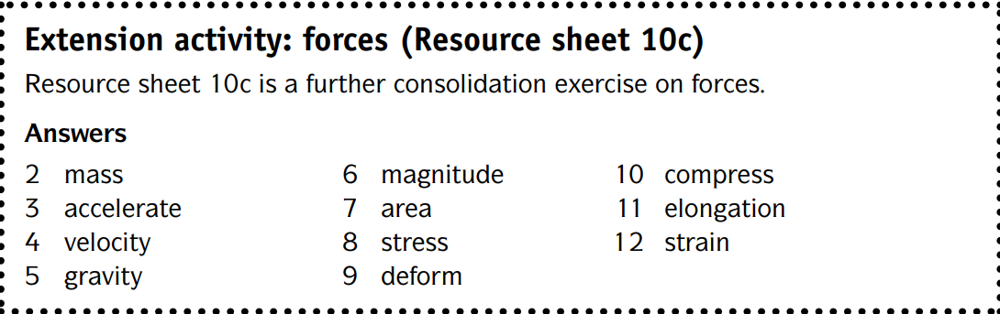 Extension activity: forces (Resource sheet 10c)
Resource sheet 10c is a further consolidation exercise on forces.
Answers
2 mass
3 accelerate
4 velocity
5 gravity
6 magnitude
7 area
8 stress
9 deform
10 compress
11 elongation
12 strain